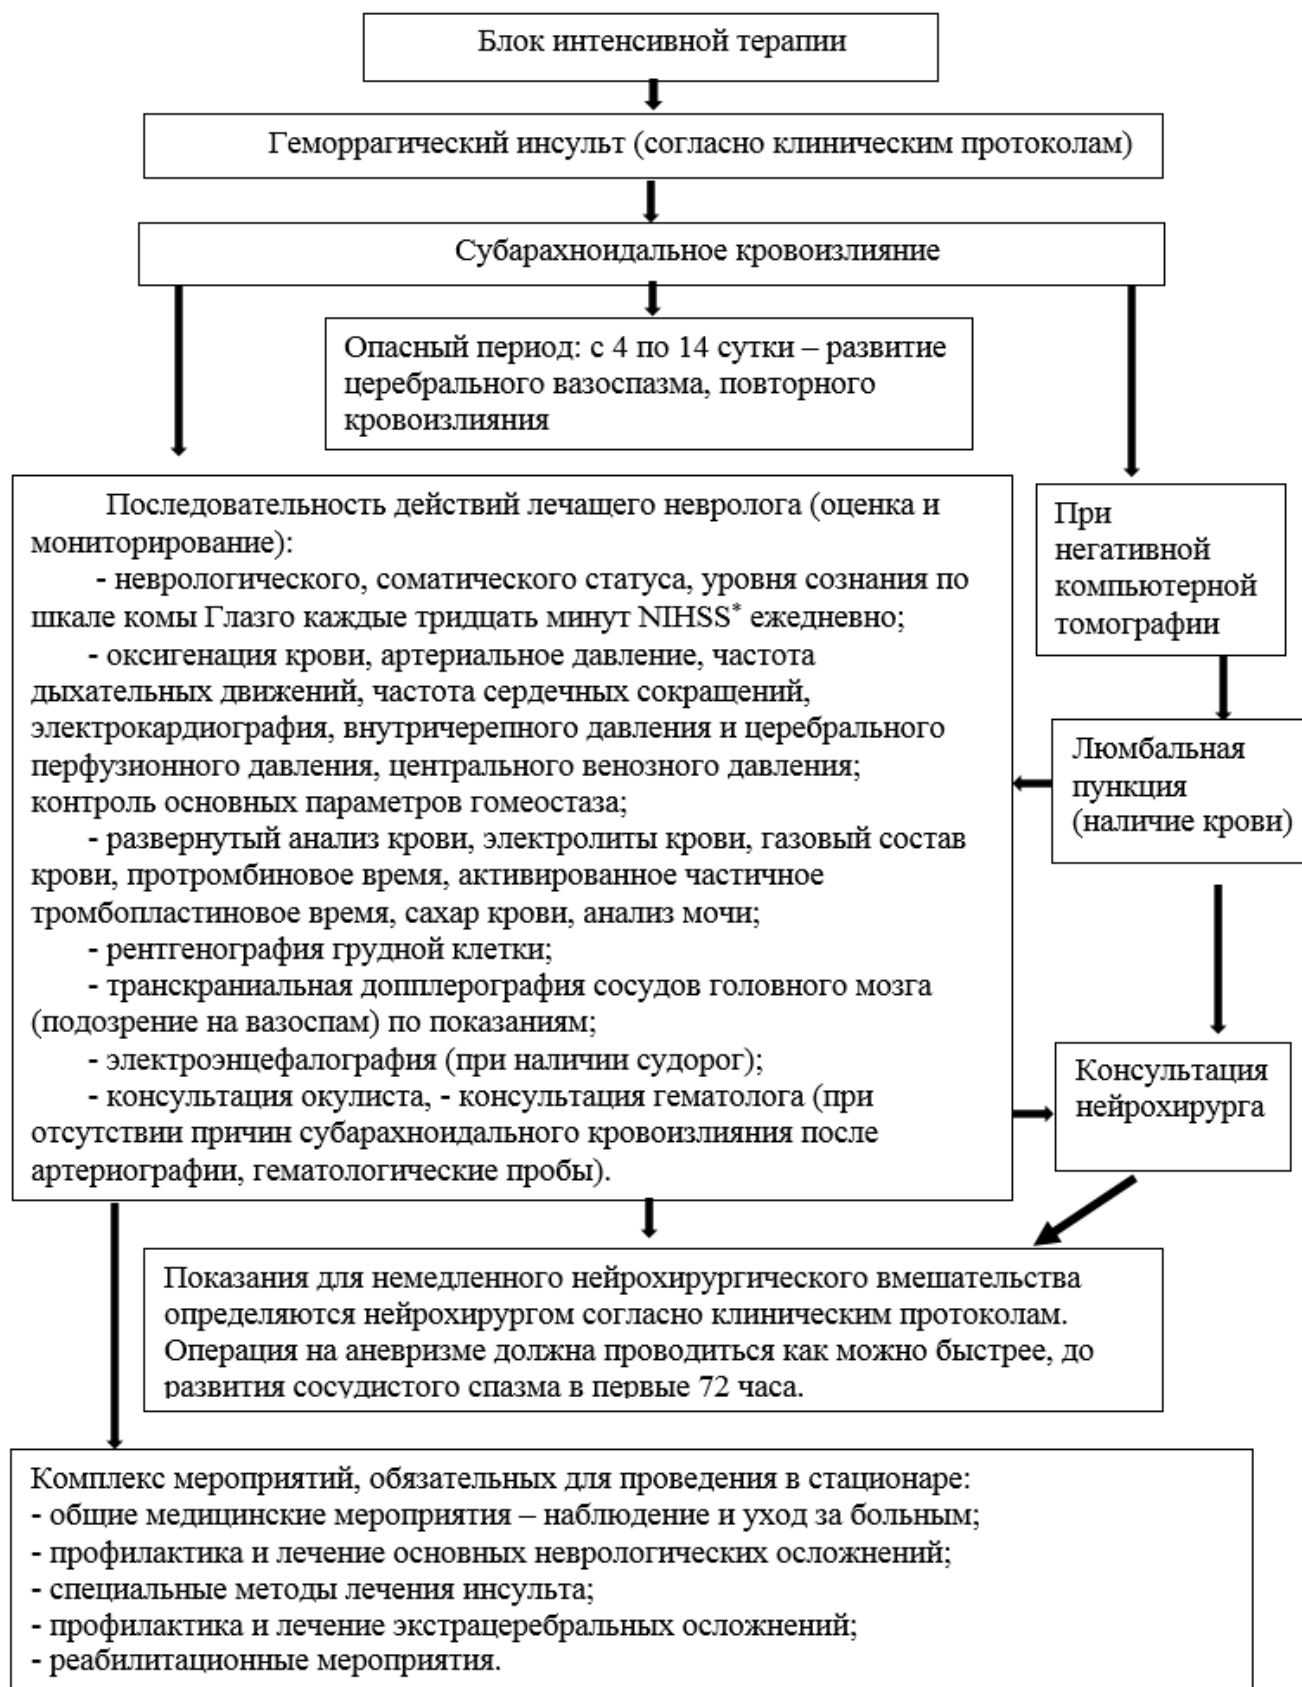 Блок интенсивной терапии
Геморрагический инсульт (согласно клиническим протоколам)
Субарахноидальное кровоизлияние
Опасный период: с 4 по 14 сутки – развитие
церебрального вазоспазма, повторного
кровоизлияния
Последовательность действий лечащего невролога (оценка и
мониторирование):
- неврологического, соматического статуса, уровня сознания по
шкале комы Глазго каждые тридцать минут NIHSS* ежедневно;
- оксигенация крови, артериальное давление, частота
дыхательных движений, частота сердечных сокращений,
электрокардиография, внутричерепного давления и церебрального
перфузионного давления, центрального венозного давления;
контроль основных параметров гомеостаза;
- развернутый анализ крови, электролиты крови, газовый состав
крови, протромбиновое время, активированное частичное
тромбопластиновое время, сахар крови, анализ мочи;
- рентгенография грудной клетки;
- транскраниальная допплерография сосудов головного мозга
(подозрение на вазоспам) по показаниям;
- электроэнцефалография (при наличии судорог);
- консультация окулиста, - консультация гематолога (при
отсутствии причин субарахноидального кровоизлияния после
артериографии, гематологические пробы).
При
негативной
компьютерной
томографии
Люмбальная
пункция
(наличие крови)
Консультация
нейрохирурга
Показания для немедленного нейрохирургического вмешательства
определяются нейрохирургом согласно клиническим протоколам.
Операция на аневризме должна проводиться как можно быстрее, до
развития сосудистого спазма в первые 72 часа.
Комплекс мероприятий, обязательных для проведения в стационаре:
- общие медицинские мероприятия – наблюдение и уход за больным;
- профилактика и лечение основных неврологических осложнений;
- специальные методы лечения инсульта;
- профилактика и лечение экстрацеребральных осложнений;
- реабилитационные мероприятия.